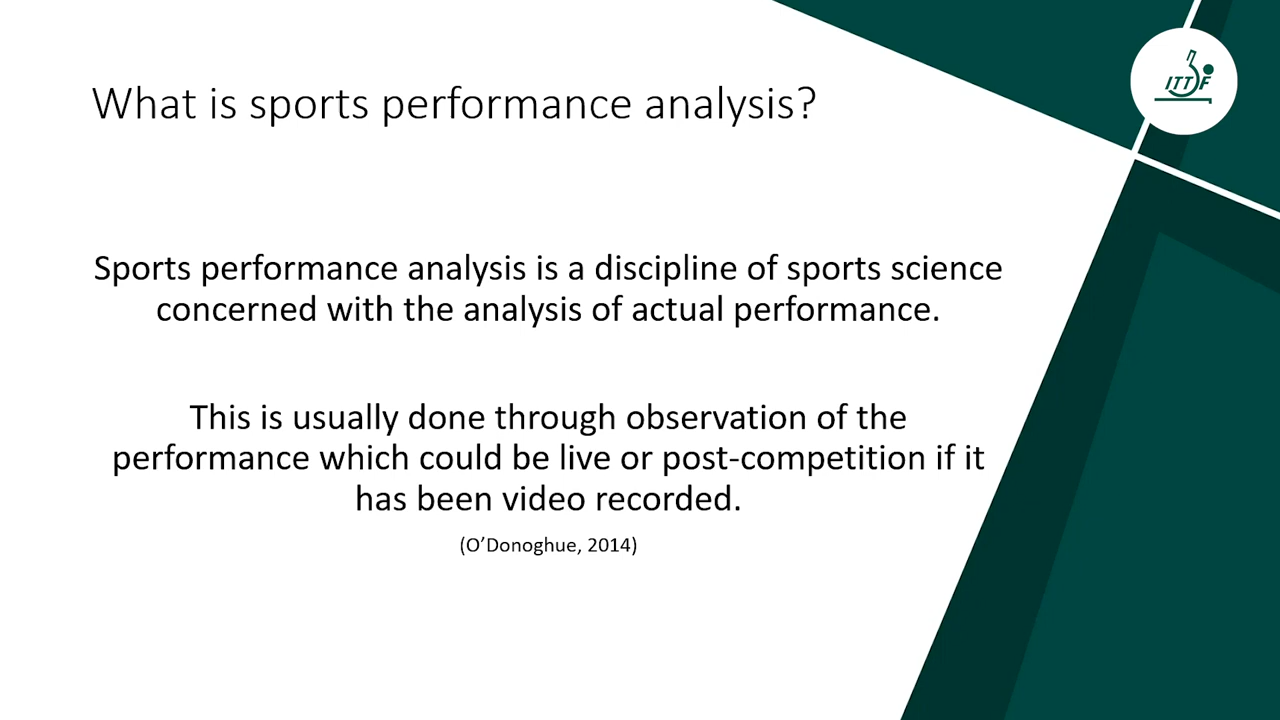 What is sports performance analysis?
ITTF
Sports performance analysis is a discipline of sports science
concerned with the analysis of actual performance.
This is usually done through observation of the
performance which could be live or post-competition if it
has been video recorded.
(O’Donoghue, 2014)